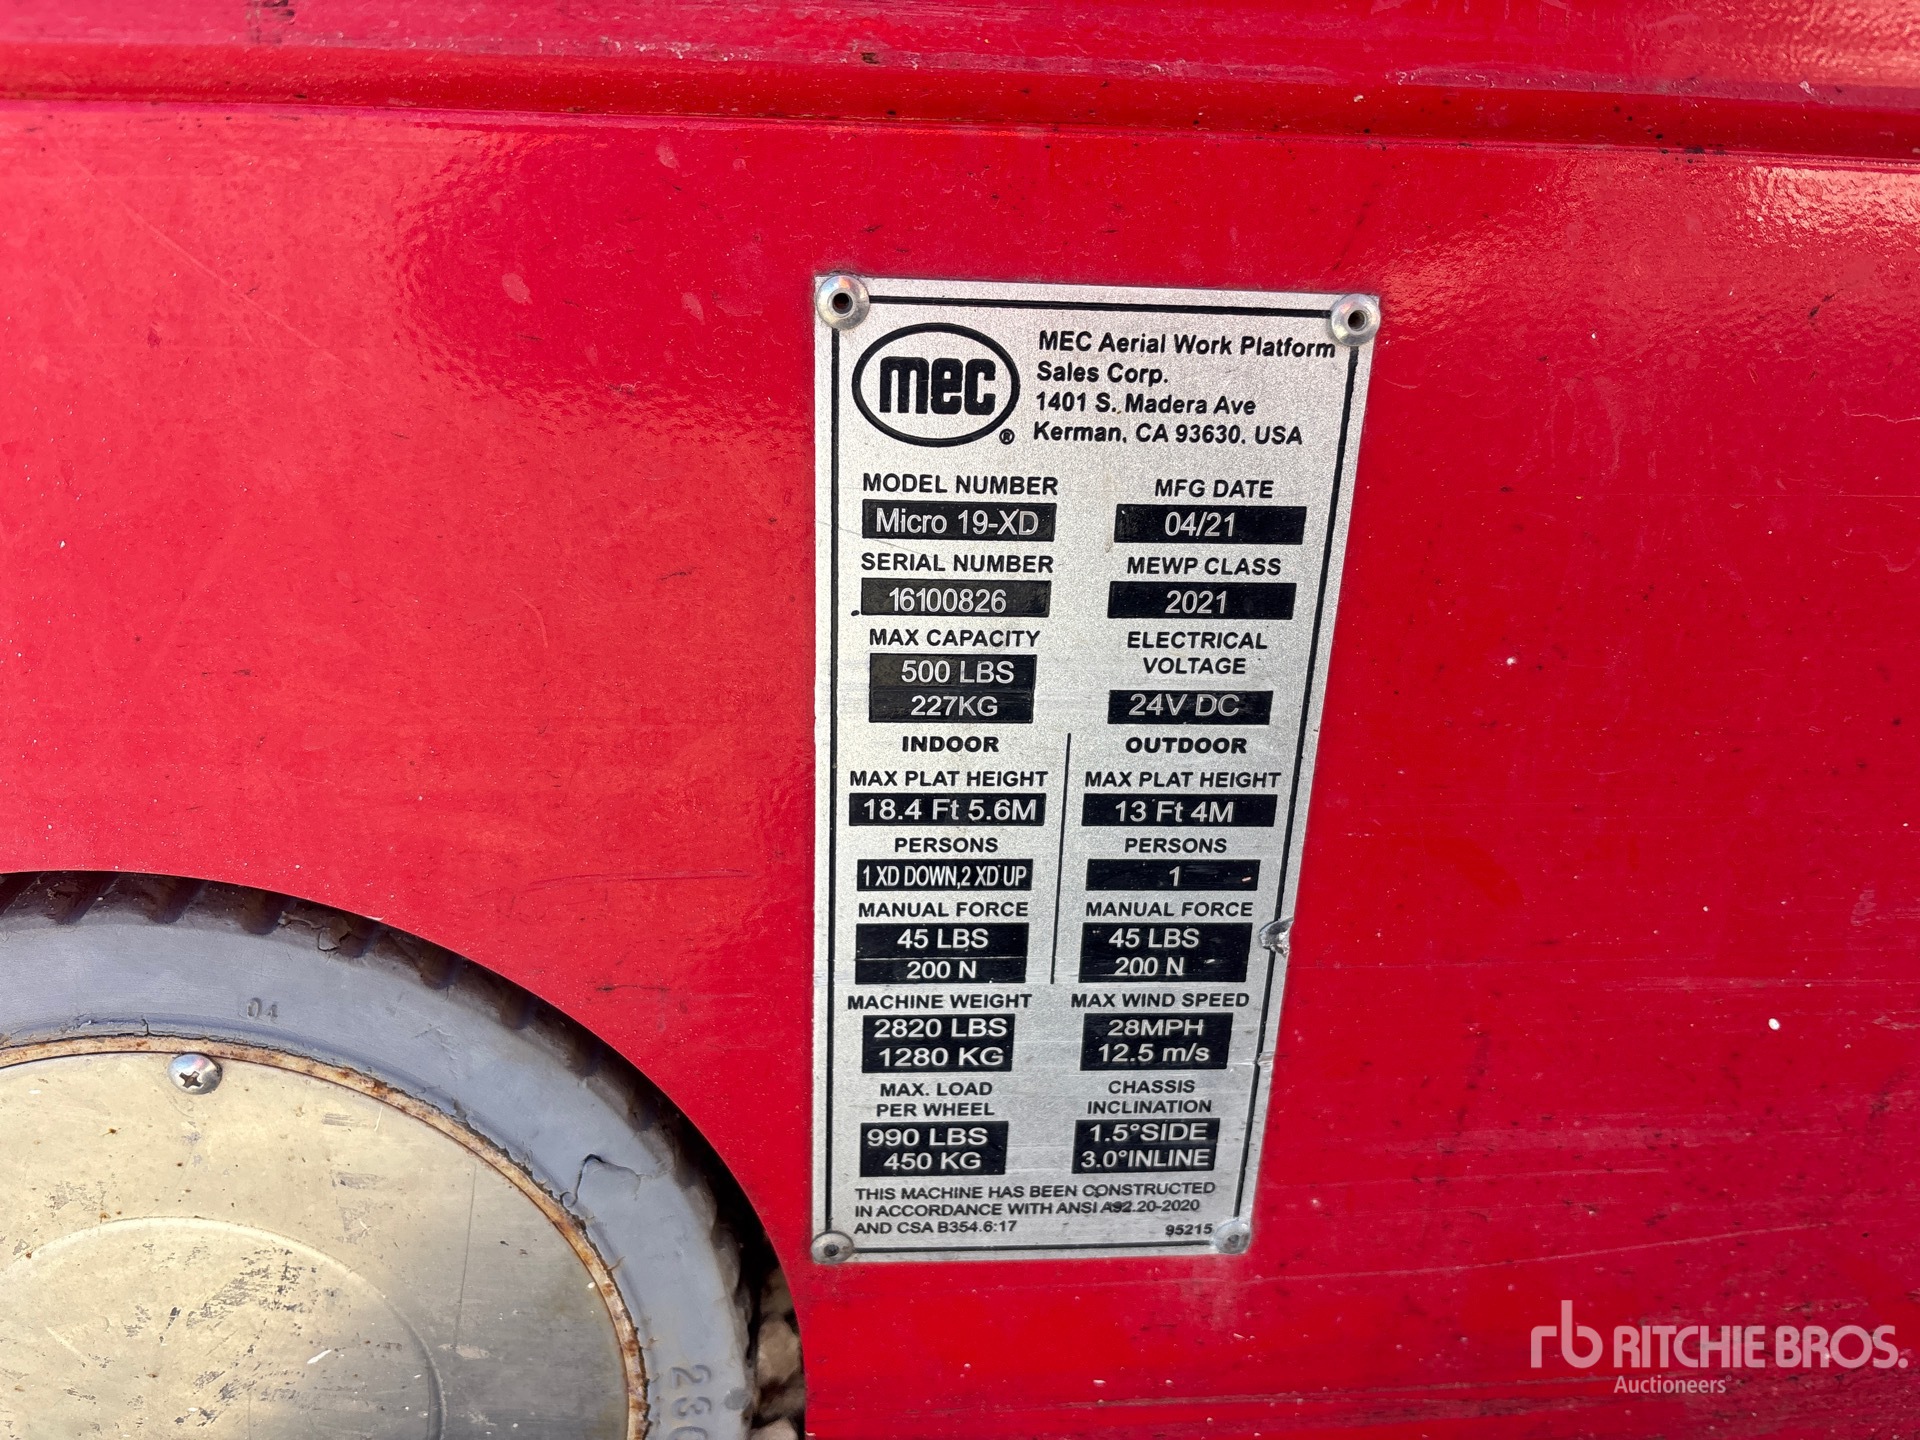 mec
®
MEC Aerial Work Platform
Sales Corp.
1401 S. Madera Ave
Kerman, CA 93630. USA
MODEL NUMBER
Micro 19-XD
MFG DATE
04/21
SERIAL NUMBER
16100826
MEWP CLASS
2021
MAX CAPACITY
500 LBS
227KG
ELECTRICAL
VOLTAGE
24V DC
INDOOR
MAX PLAT HEIGHT
18.4 Ft 5.6M
PERSONS
1 XD DOWN,2 XD UP
MANUAL FORCE
45 LBS
200 N
OUTDOOR
MAX PLAT HEIGHT
13 Ft 4M
PERSONS
1
MANUAL FORCE
45 LBS
200 N
MACHINE WEIGHT
2820 LBS
1280 KG
MAX WIND SPEED
28MPH
12.5 m/s
MAX. LOAD
PER WHEEL
990 LBS
450 KG
CHASSIS
INCLINATION
1.5°SIDE
3.0°INLINE
THIS MACHINE HAS BEEN CONSTRUCTED
IN ACCORDANCE WITH ANSI A92.20-2020
AND CSA B354.6:17
95215
04
rb RITCHIE BROS.
Auctioneers